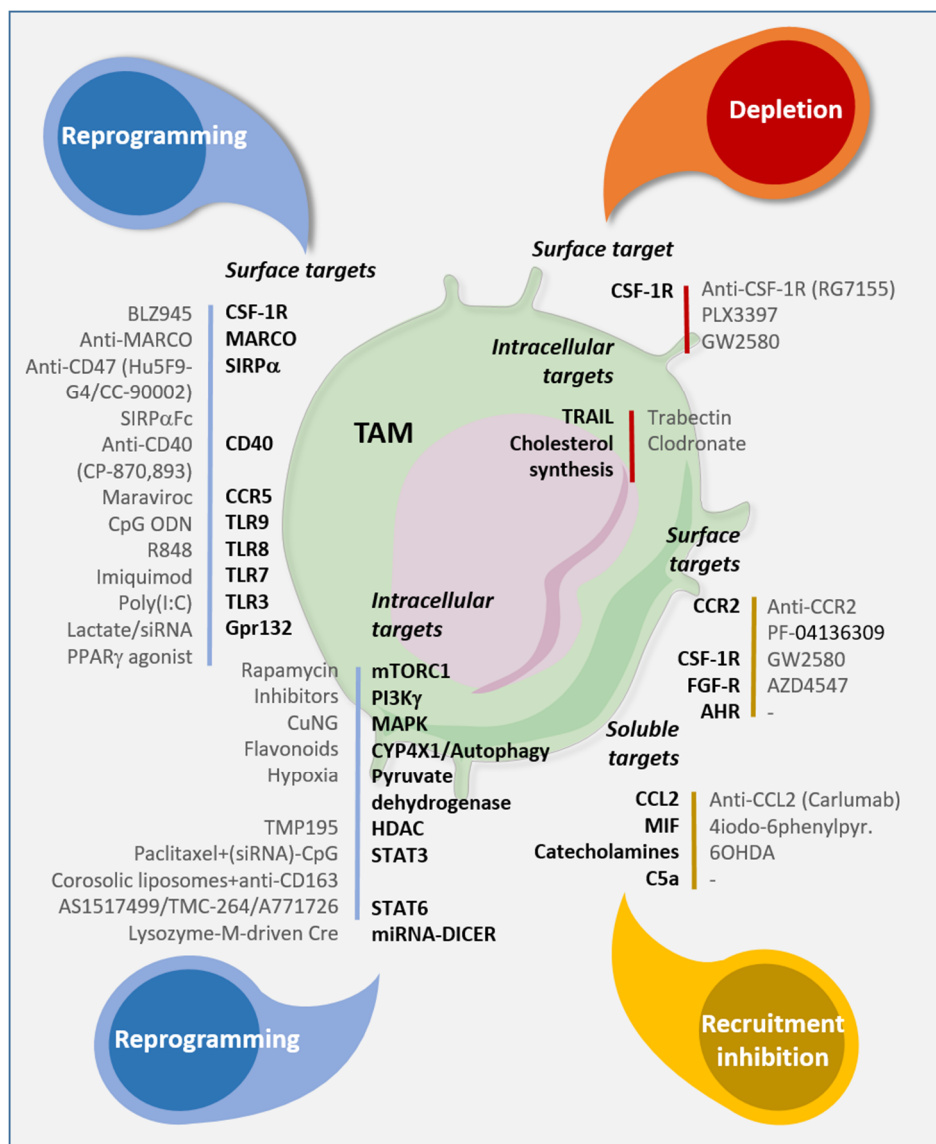 Reprogramming
Depletion
Surface targets
BLZ945 CSF-1R
Anti-MARCO MARCO
Anti-CD47 (Hu5F9- SIRPα
G4/CC-90002)
SIRPαFc
Anti-CD40 CD40
(CP-870,893)
Maraviroc CCR5
CpG ODN TLR9
R848 TLR8
Imiquimod TLR7
Poly(I:C) TLR3
Lactate/siRNA Gpr132
PPARγ agonist
TAM
Surface target
CSF-1R Anti-CSF-1R (RG7155)
PLX3397
GW2580
Intracellular
targets
TRAIL Trabectin
Cholesterol Clodronate
synthesis
Intracellular
targets
Rapamycin mTORC1
Inhibitors PI3Kγ
CuNG MAPK
Flavonoids CYP4X1/Autophagy
Hypoxia Pyruvate
dehydrogenase
TMP195 HDAC
Paclitaxel+(siRNA)-CpG STAT3
Corosolic liposomes+anti-CD163
AS1517499/TMC-264/A771726 STAT6
Lysozyme-M-driven Cre miRNA-DICER
Surface
targets
CCR2 Anti-CCR2
PF-04136309
CSF-1R GW2580
FGF-R AZD4547
AHR -
Soluble
targets
CCL2 Anti-CCL2 (Carlumab)
MIF 4iodo-6phenylpyr.
Catecholamines 6OHDA
C5a -
Reprogramming
Recruitment
inhibition